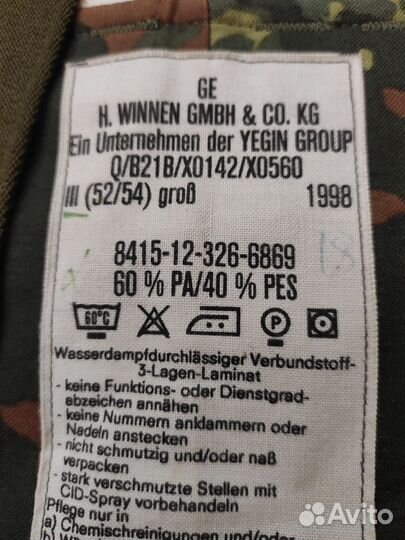 GE
H. WINNEN GMBH & CO. KG
Ein Unternehmen der YEGIN GROUP
Q/B21B/X0142/X0560
III (52/54) groß 1998
8415-12-326-6869
60 % PA/40 % PES
60°C P
Wasserdampfdurchlässiger Verbundstoff-
3-Lagen-Laminat
- keine Funktions- oder Dienstgrad-
abzeichen annähen
- keine Nummern anklammern oder
Nadeln anstecken
- nicht schmutzig und/oder naß
verpacken
- stark verschmutzte Stellen mit
CID-Spray vorbehandeln
Pflege nur in
a) Chemischreinigungen und/oder
b)
Avito